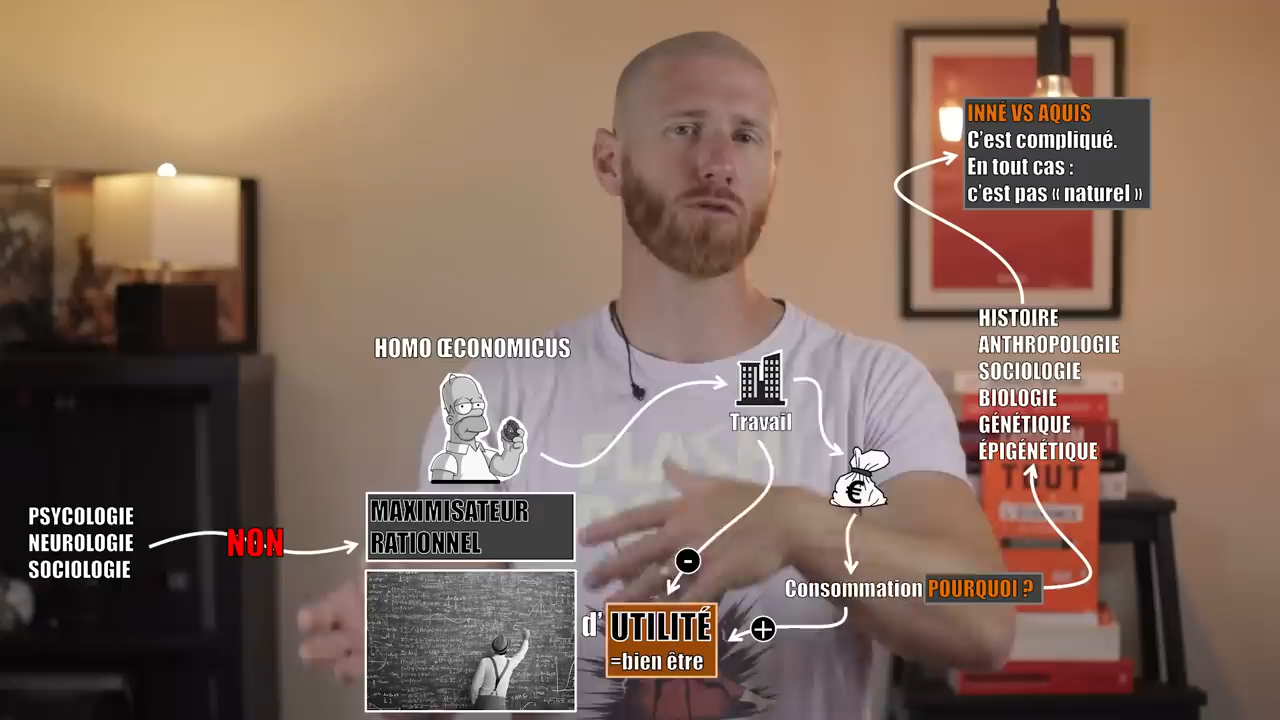 INNÉ VS AQUIS
C'est compliqué.
En tout cas :
c'est pas « naturel »
HISTOIRE
ANTHROPOLOGIE
SOCIOLOGIE
BIOLOGIE
GÉNÉTIQUE
ÉPIGÉNÉTIQUE
HOMO ŒCONOMICUS
Travail
€
PSYCOLOGIE
NEUROLOGIE
SOCIOLOGIE
NON
MAXIMISATEUR
RATIONNEL
-
Consommation POURQUOI ?
d' UTILITÉ
=bien être
+
TOUT